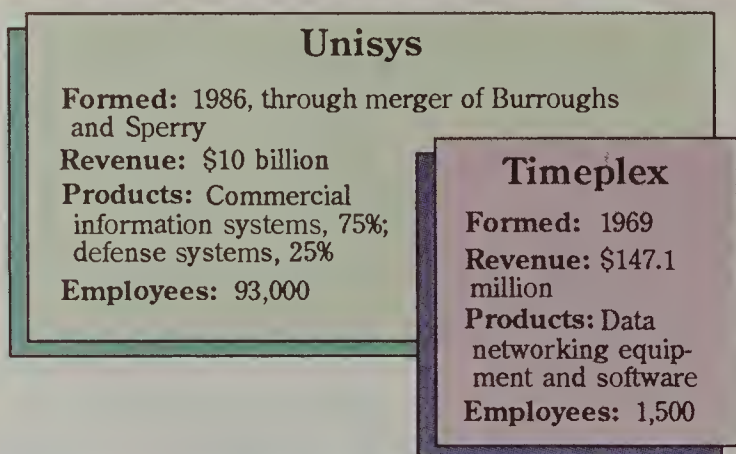 Unisys
Formed: 1986, through merger of Burroughs
and Sperry
Revenue: $10 billion
Products: Commercial
information systems, 75%;
defense systems, 25%
Employees: 93,000
Timeplex
Formed: 1969
Revenue: $147.1
million
Products: Data
networking equip-
ment and software
Employees: 1,500